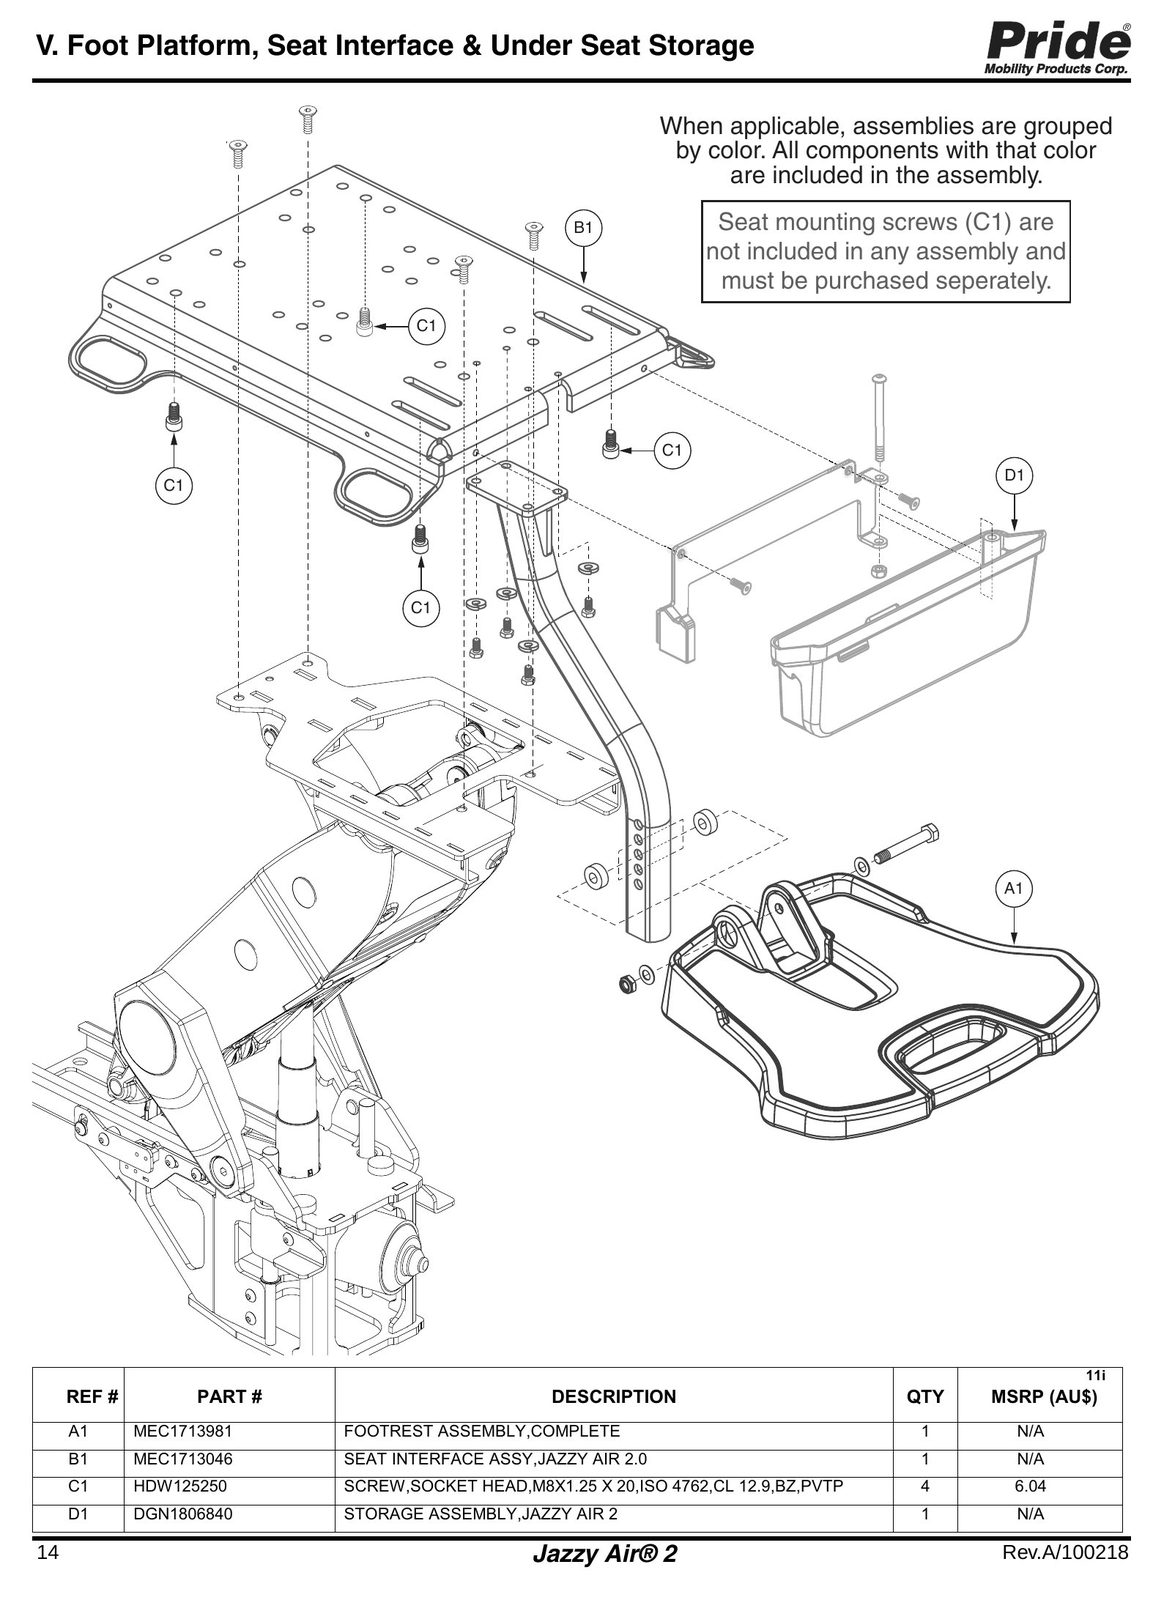 V. Foot Platform, Seat Interface & Under Seat Storage
Pride®
Mobility Products Corp.
When applicable, assemblies are grouped
by color. All components with that color
are included in the assembly.
Seat mounting screws (C1) are
not included in any assembly and
must be purchased seperately.
B1
C1
C1
D1
C1
C1
A1
11i
REF # PART # DESCRIPTION QTY MSRP (AU$)
A1 MEC1713981 FOOTREST ASSEMBLY,COMPLETE 1 N/A
B1 MEC1713046 SEAT INTERFACE ASSY,JAZZY AIR 2.0 1 N/A
C1 HDW125250 SCREW,SOCKET HEAD,M8X1.25 X 20,ISO 4762,CL 12.9,BZ,PVTP 4 6.04
D1 DGN1806840 STORAGE ASSEMBLY,JAZZY AIR 2 1 N/A
14 Jazzy Air® 2 Rev.A/100218